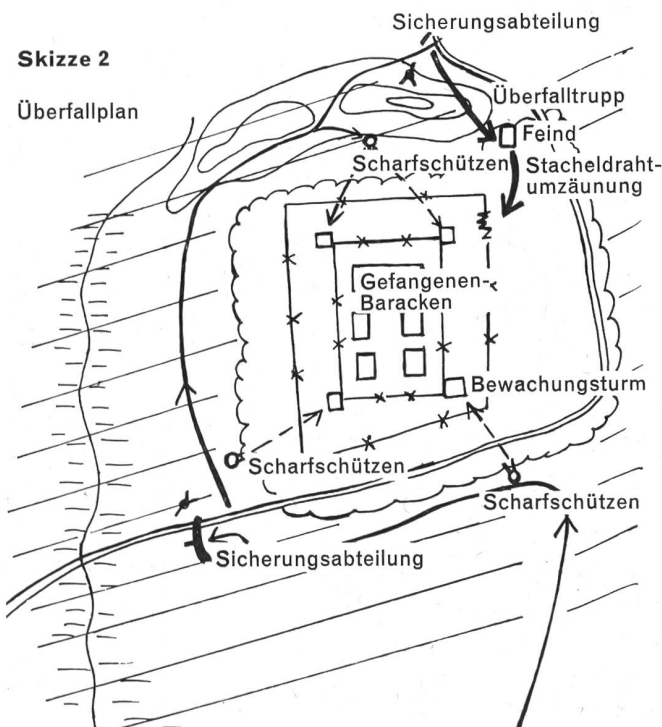 Sicherungsabteilung
Skizze 2
Überfallplan
Überfalltrupp
Feind
Scharfschützen
Stacheldraht-
umzäunung
Gefangenen-
Baracken
Bewachungsturm
Scharfschützen
Scharfschützen
Sicherungsabteilung